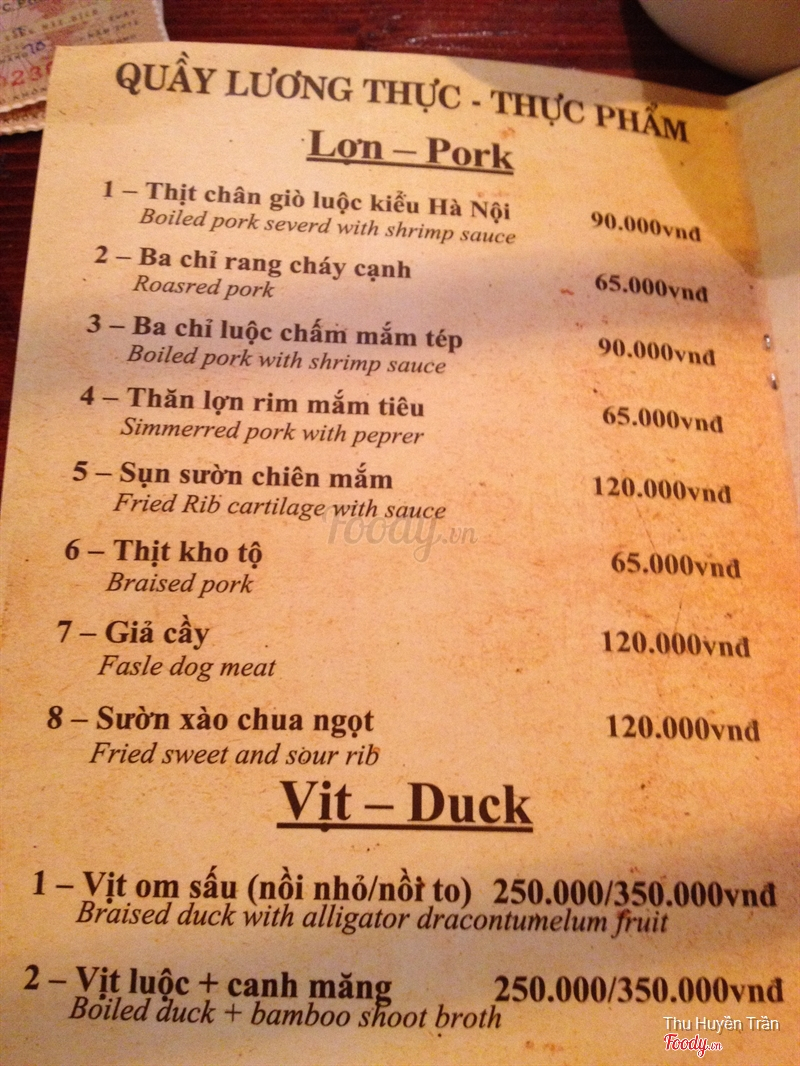 QUẦY LƯƠNG THỰC - THỰC PHẨM
Lợn – Pork
1 – Thịt chân giò luộc kiểu Hà Nội 90.000vnđ
Boiled pork severd with shrimp sauce
2 – Ba chỉ rang cháy cạnh 65.000vnđ
Roasred pork
3 – Ba chỉ luộc chấm mắm tép 90.000vnđ
Boiled pork with shrimp sauce
4 – Thăn lợn rim mắm tiêu 65.000vnđ
Simmerred pork with peprer
5 – Sụn sườn chiên mắm 120.000vnđ
Fried Rib cartilage with sauce
Foody.vn
6 – Thịt kho tộ 65.000vnđ
Braised pork
7 – Giả cầy 120.000vnđ
Fasle dog meat
8 – Sườn xào chua ngọt 120.000vnđ
Fried sweet and sour rib
Vịt – Duck
1 – Vịt om sấu (nồi nhỏ/nồi to) 250.000/350.000vnđ
Braised duck with alligator dracontumelum fruit
2 – Vịt luộc + canh măng 250.000/350.000vnđ
Boiled duck + bamboo shoot broth
Thu Huyền Trần
Foody.vn